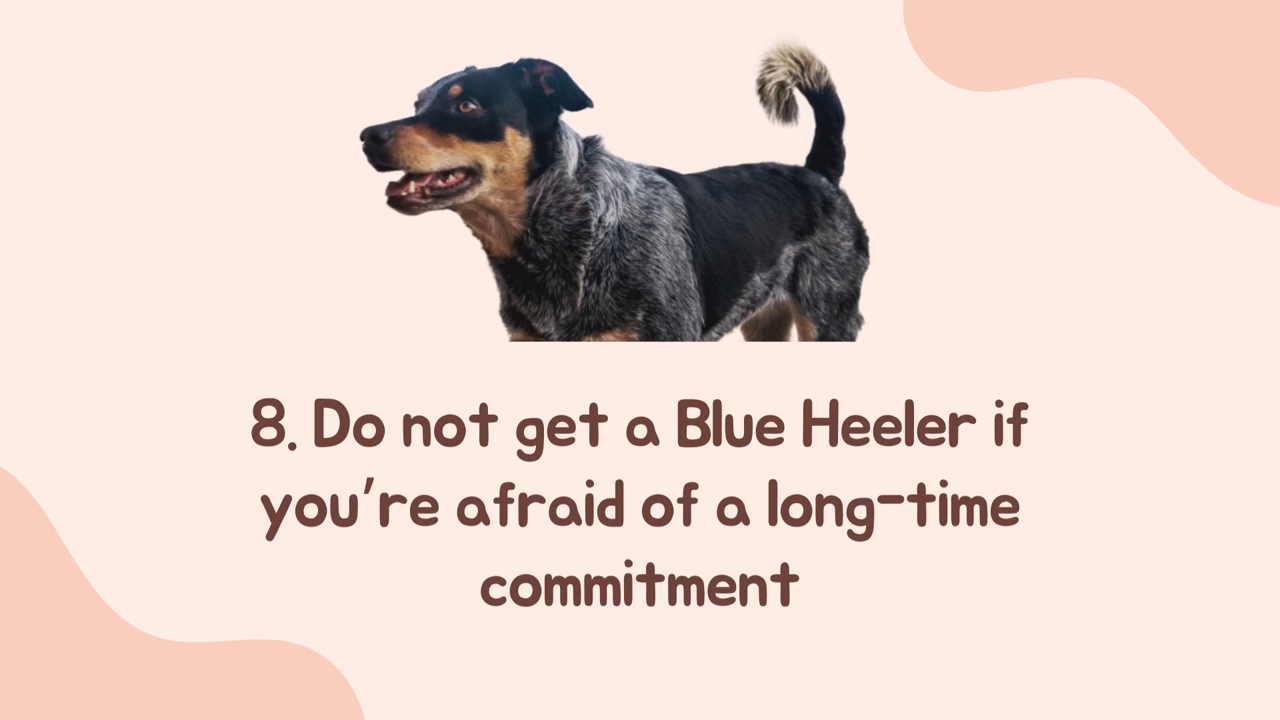 8. Do not get a Blue Heeler if
you're afraid of a long-time
commitment